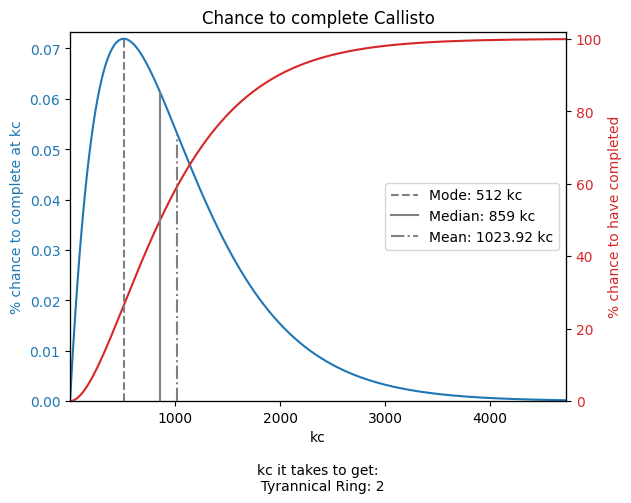 Chance to complete Callisto
% chance to complete at kc
0.07
0.06
0.05
0.04
0.03
0.02
0.01
0.00
Mode: 512 kc
Median: 859 kc
Mean: 1023.92 kc
100
80
60
40
20
0
% chance to have completed
1000 2000 3000 4000
kc
kc it takes to get:
Tyrannical Ring: 2